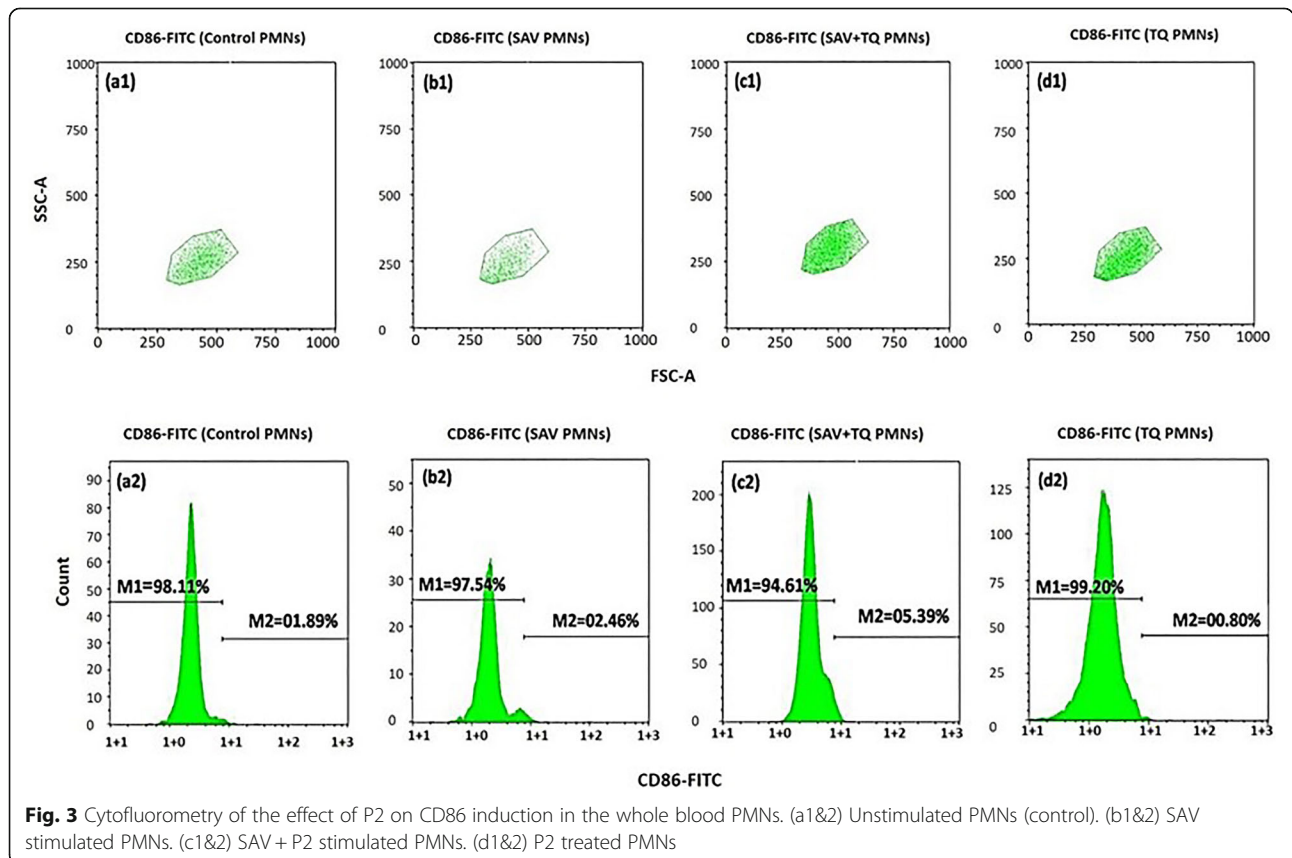 CD86-FITC (Control PMNs)
CD86-FITC (SAV PMNs)
CD86-FITC (SAV+TQ PMNs)
CD86-FITC (TQ PMNs)
(a1)
(b1)
(c1)
(d1)
SSC-A
1000
750
500
250
0
0 250 500 750 1000
1000
750
500
250
0
0 250 500 750 1000
1000
750
500
250
0
0 250 500 750 1000
1000
750
500
250
0
0 250 500 750 1000
FSC-A
CD86-FITC (Control PMNs)
CD86-FITC (SAV PMNs)
CD86-FITC (SAV+TQ PMNs)
CD86-FITC (TQ PMNs)
(a2)
Count
90
80
70
60
50
40
30
20
10
0
M1=98.11%
M2=01.89%
1+1 1+0 1+1 1+2 1+3
(b2)
50
40
30
20
10
0
M1=97.54%
M2=02.46%
1+1 1+0 1+1 1+2 1+3
(c2)
200
150
100
50
0
M1=94.61%
M2=05.39%
1+1 1+0 1+1 1+2 1+3
(d2)
125
100
75
50
25
0
M1=99.20%
M2=00.80%
1+1 1+0 1+1 1+2 1+3
CD86-FITC
Fig. 3 Cytofluorometry of the effect of P2 on CD86 induction in the whole blood PMNs. (a1&2) Unstimulated PMNs (control). (b1&2) SAV
stimulated PMNs. (c1&2) SAV + P2 stimulated PMNs. (d1&2) P2 treated PMNs